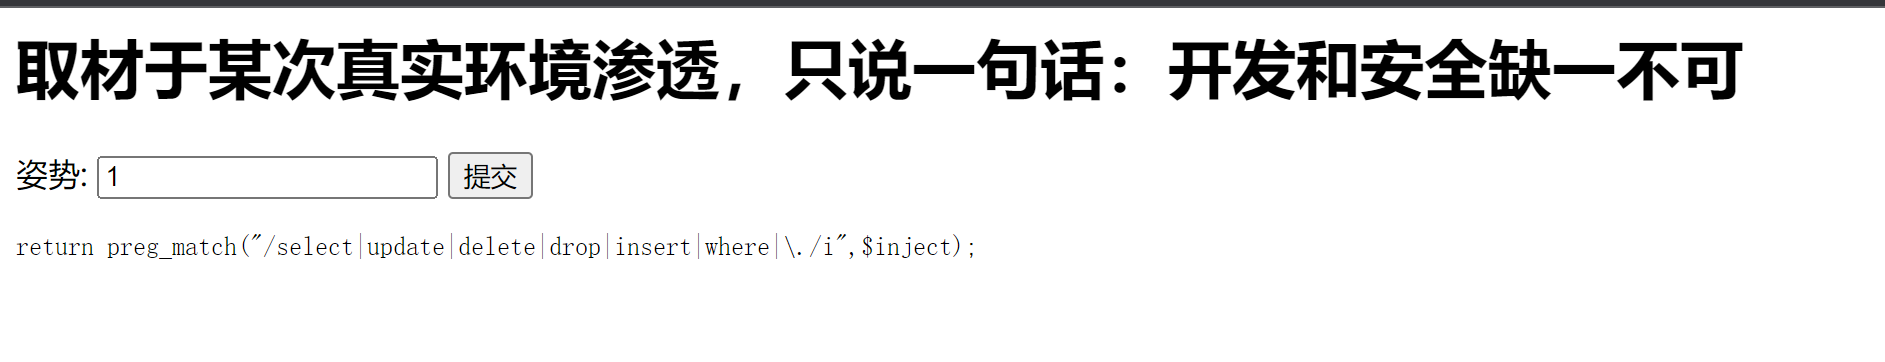 取材于某次真实环境渗透，只说一句话：开发和安全缺一不可
姿势: 1 提交
return preg_match("/select|update|delete|drop|insert|where|\./i",$inject);